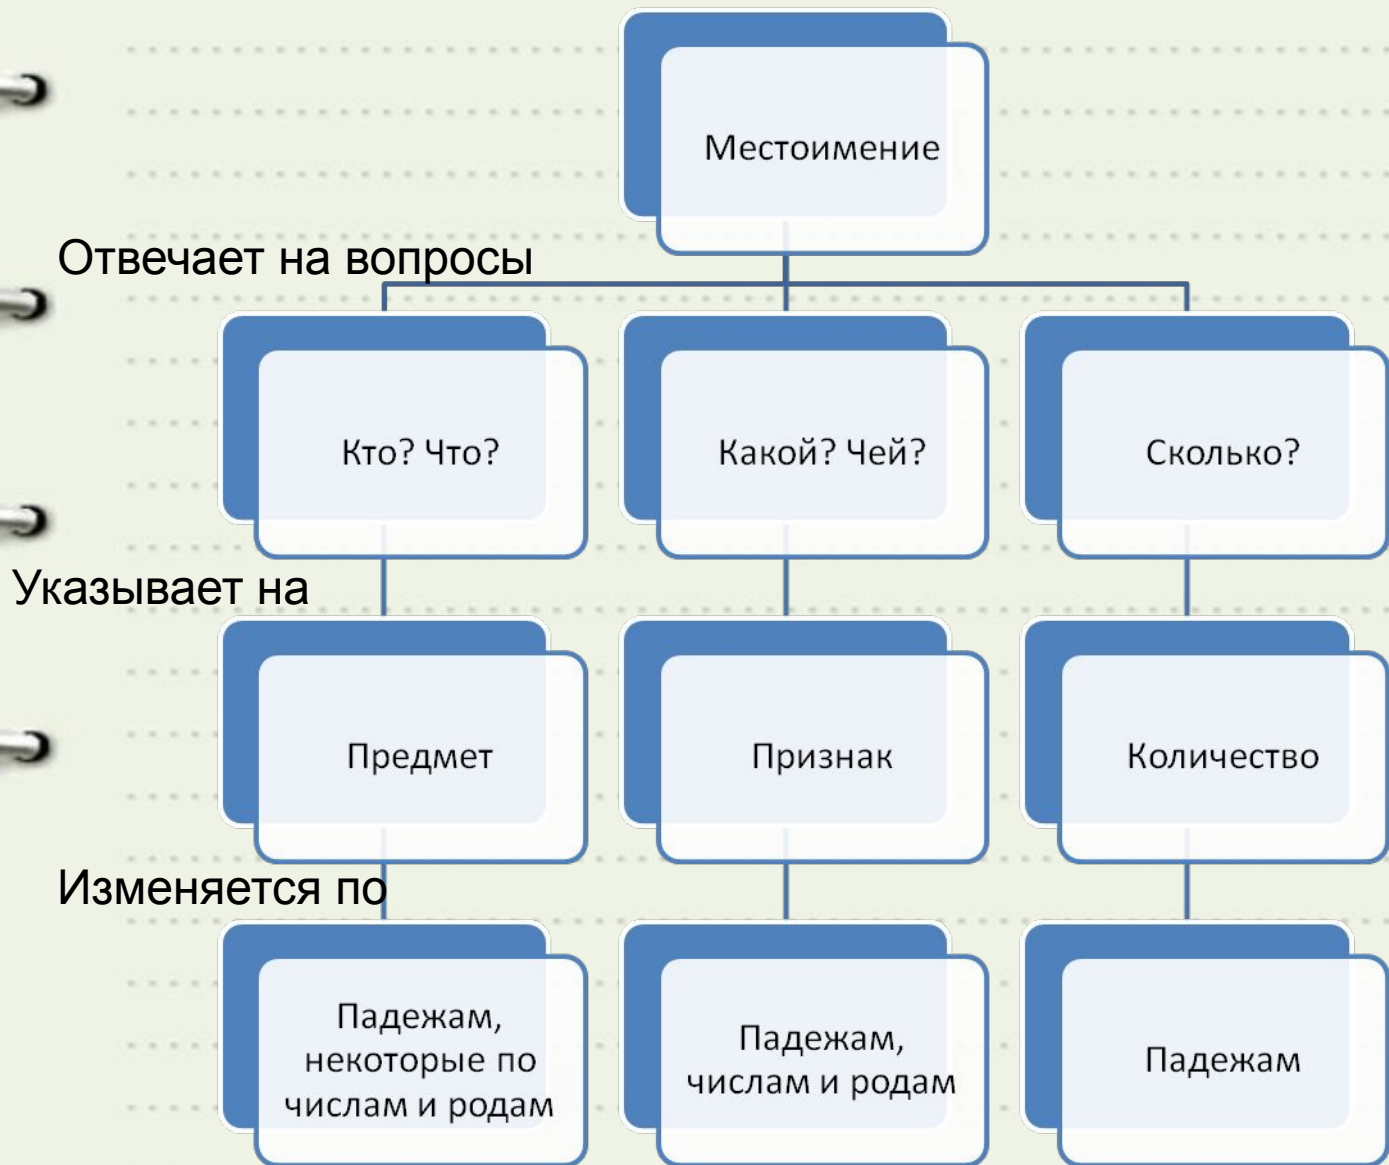 Местоимение
Отвечает на вопросы
Кто? Что?
Какой? Чей?
Сколько?
Указывает на
Предмет
Признак
Количество
Изменяется по
Падежам,
некоторые по
числам и родам
Падежам,
числам и родам
Падежам